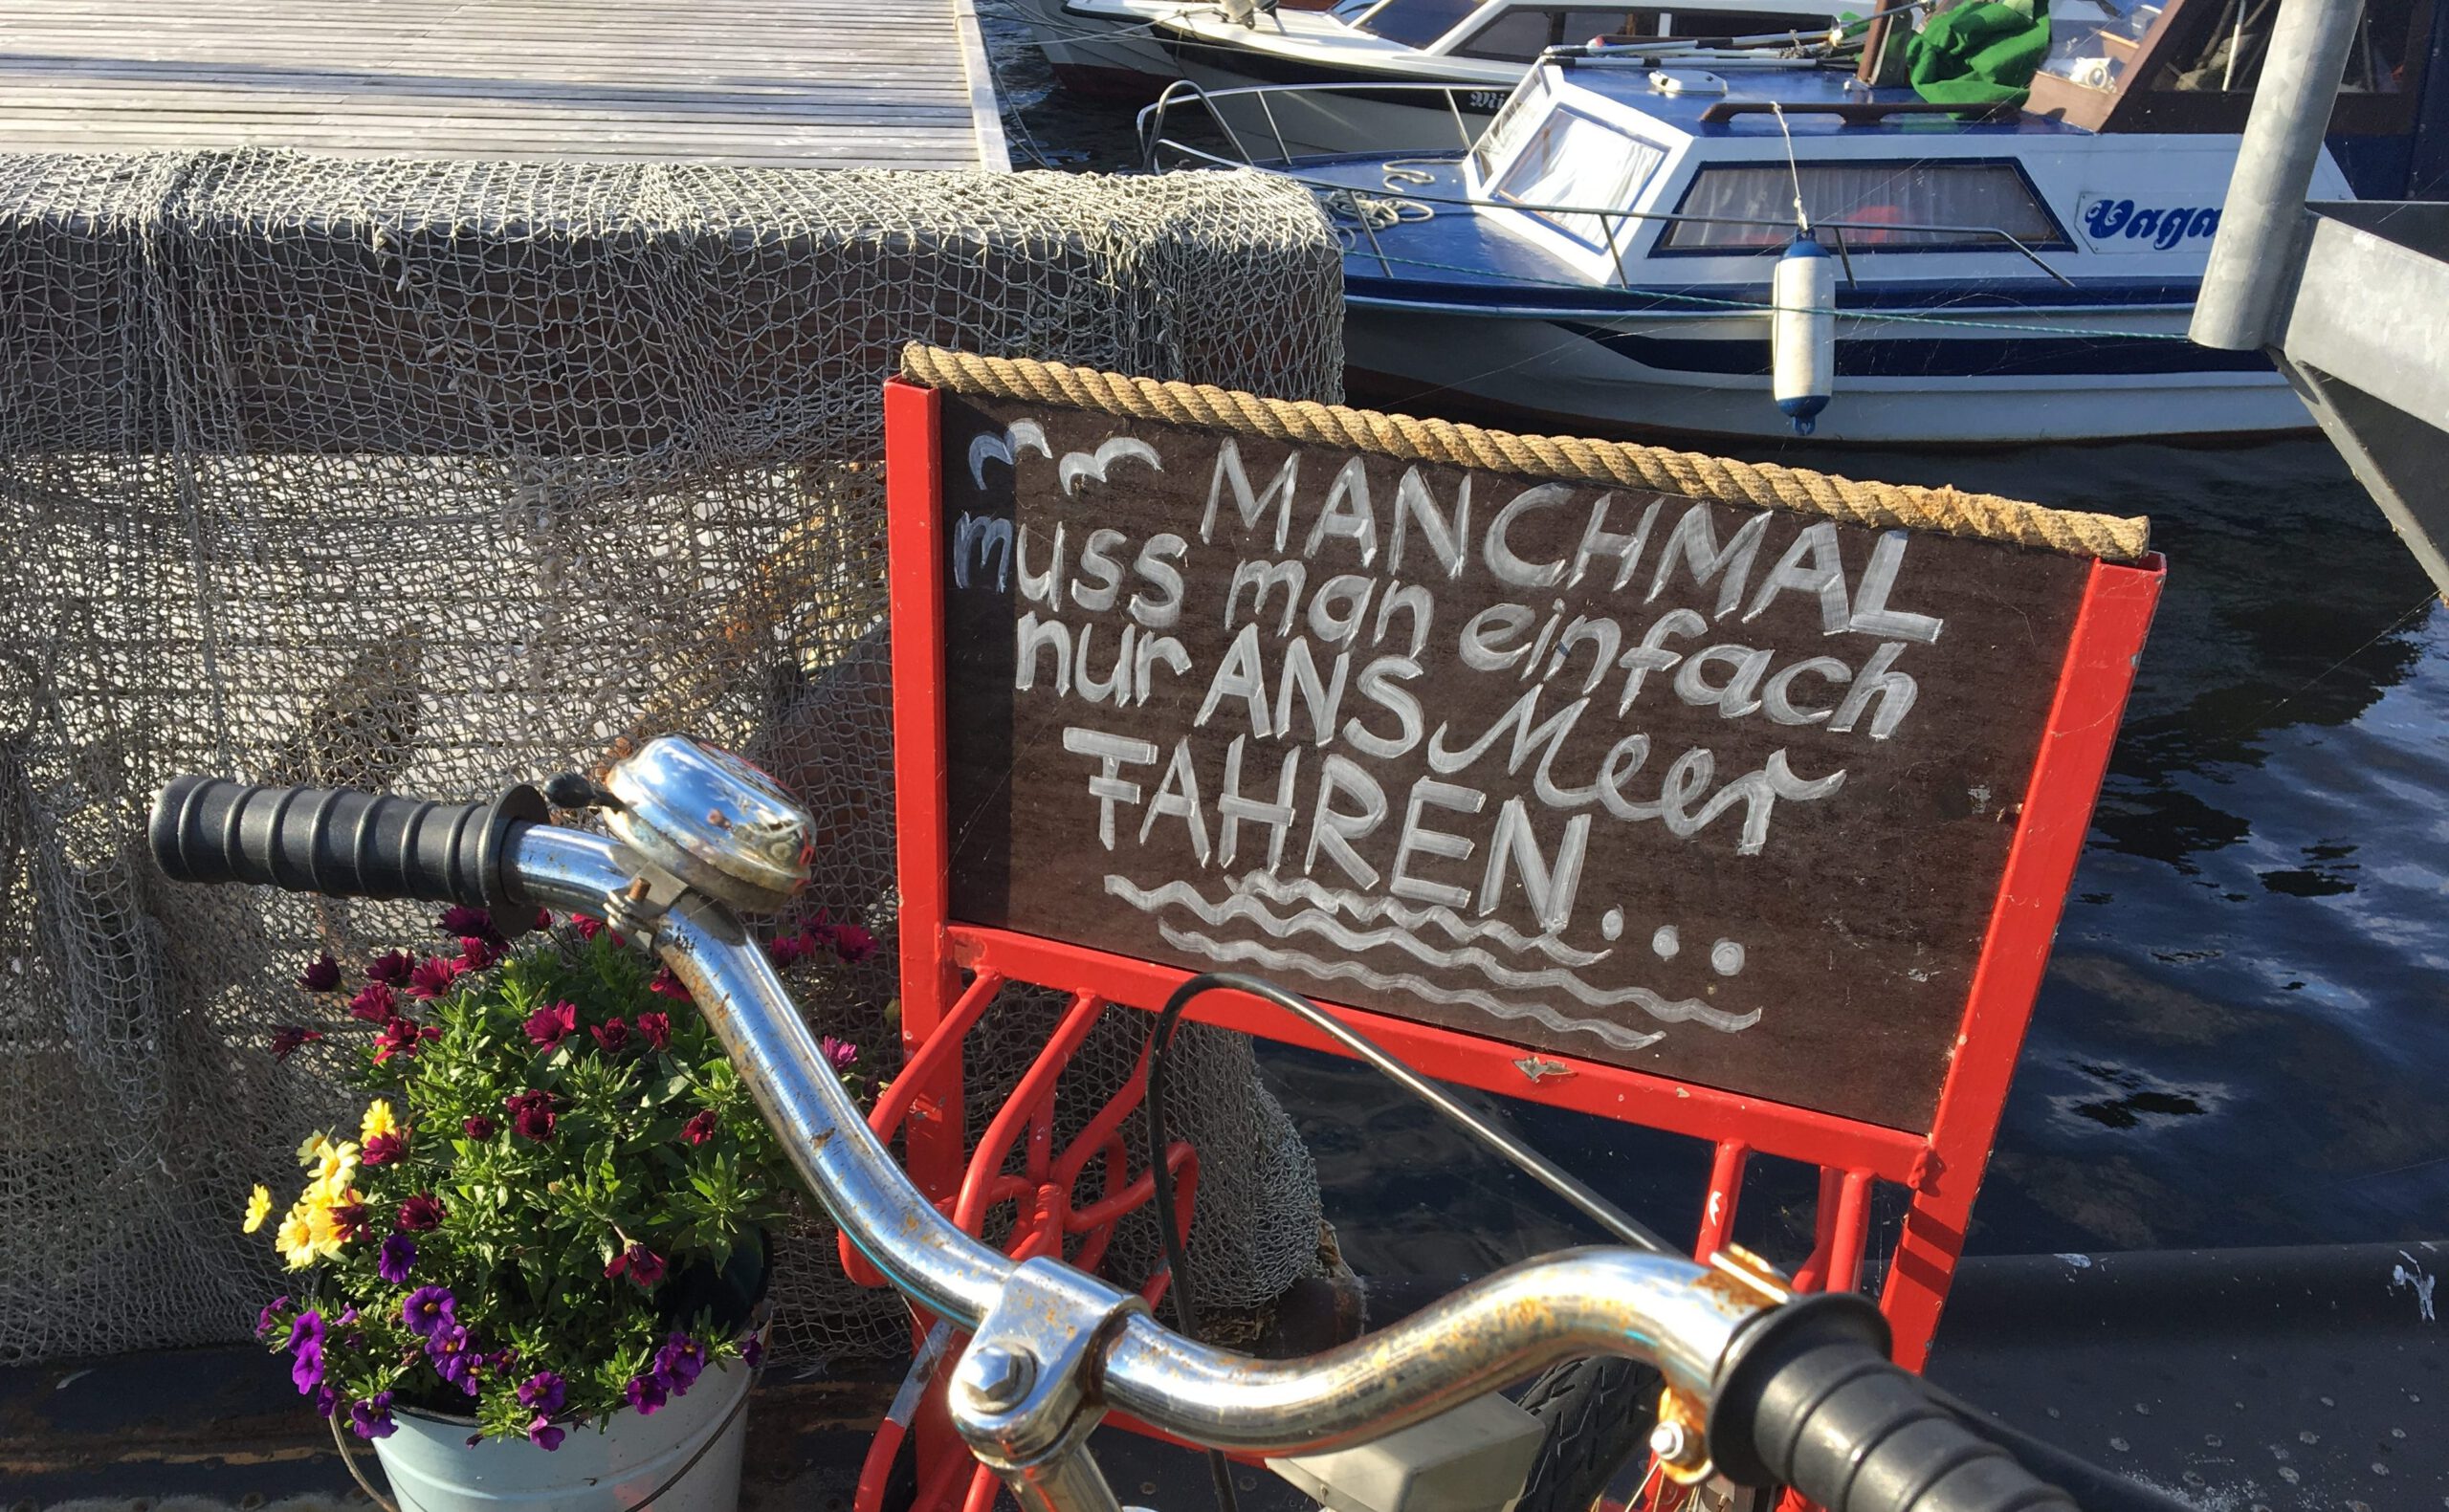 MANCHMAL
muss man einfach
nur ANS Meer
FAHREN...